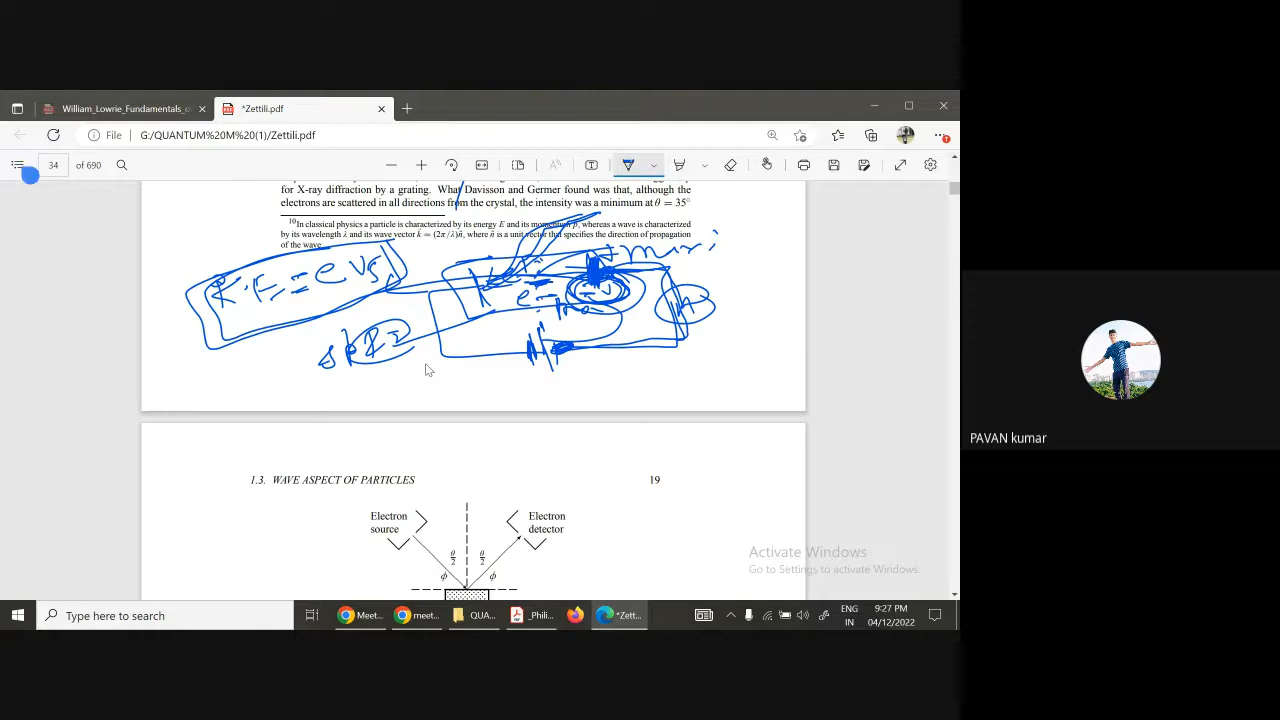 William_Lowrie_Fundamentals_o
*Zettili.pdf
File
G:/QUANTUM%20M%20(1)/Zettili.pdf
34
of 690
for X-ray diffraction by a grating. What Davisson and Germer found was that, although the
electrons are scattered in all directions from the crystal, the intensity was a minimum at θ = 35°
10In classical physics a particle is characterized by its energy E and its momentum p, whereas a wave is characterized
by its wavelength λ and its wave vector k = (2π/λ)n, where n is a unit vector that specifies the direction of propagation
of the wave.
K.E = eVs
PAVAN kumar
1.3. WAVE ASPECT OF PARTICLES
19
Electron
source
Electron
detector
θ/2
θ/2
ϕ
ϕ
Activate Windows
Go to Settings to activate Windows.
Type here to search
Meet...
meet...
QUA...
_Phili...
*Zett...
ENG
IN
9:27 PM
04/12/2022